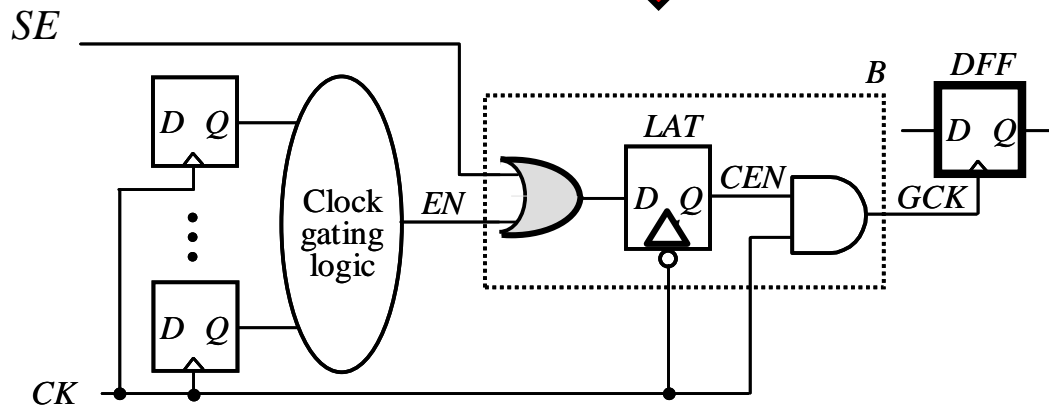 SE
B
DFF
D Q
LAT
D Q
CEN
D Q
GCK
EN
Clock
gating
logic
D Q
CK